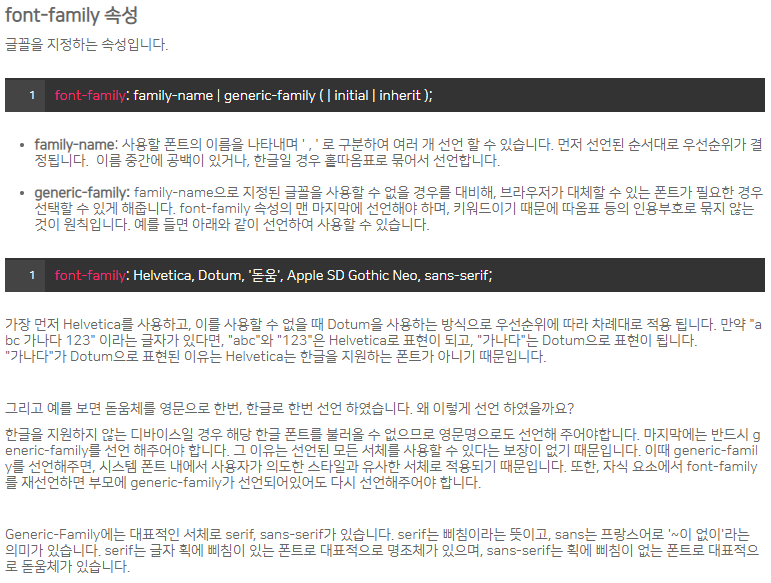 font-family 속성
글꼴을 지정하는 속성입니다.
1 font-family: family-name | generic-family ( | initial | inherit );
• family-name: 사용할 폰트의 이름을 나타내며 ' , ' 로 구분하여 여러 개 선언 할 수 있습니다. 먼저 선언된 순서대로 우선순위가 결
정됩니다.  이름 중간에 공백이 있거나, 한글일 경우 홑따옴표로 묶어서 선언합니다.
• generic-family: family-name으로 지정된 글꼴을 사용할 수 없을 경우를 대비해, 브라우저가 대체할 수 있는 폰트가 필요한 경우
선택할 수 있게 해줍니다. font-family 속성의 맨 마지막에 선언해야 하며, 키워드이기 때문에 따옴표 등의 인용부호로 묶지 않는
것이 원칙입니다. 예를 들면 아래와 같이 선언하여 사용할 수 있습니다.
1 font-family: Helvetica, Dotum, '돋움', Apple SD Gothic Neo, sans-serif;
가장 먼저 Helvetica를 사용하고, 이를 사용할 수 없을 때 Dotum을 사용하는 방식으로 우선순위에 따라 차례대로 적용 됩니다. 만약 "a
bc 가나다 123" 이라는 글자가 있다면, "abc"와 "123"은 Helvetica로 표현이 되고, "가나다"는 Dotum으로 표현이 됩니다.
"가나다"가 Dotum으로 표현된 이유는 Helvetica는 한글을 지원하는 폰트가 아니기 때문입니다.
그리고 예를 보면 돋움체를 영문으로 한번, 한글로 한번 선언 하였습니다. 왜 이렇게 선언 하였을까요?
한글을 지원하지 않는 디바이스일 경우 해당 한글 폰트를 불러올 수 없으므로 영문명으로도 선언해 주어야합니다. 마지막에는 반드시 g
eneric-family를 선언 해주어야 합니다. 그 이유는 선언된 모든 서체를 사용할 수 있다는 보장이 없기 때문입니다. 이때 generic-famil
y를 선언해주면, 시스템 폰트 내에서 사용자가 의도한 스타일과 유사한 서체로 적용되기 때문입니다. 또한, 자식 요소에서 font-family
를 재선언하면 부모에 generic-family가 선언되어있어도 다시 선언해주어야 합니다.
Generic-Family에는 대표적인 서체로 serif, sans-serif가 있습니다. serif는 삐침이라는 뜻이고, sans는 프랑스어로 '~이 없이'라는
의미가 있습니다. serif는 글자 획에 삐침이 있는 폰트로 대표적으로 명조체가 있으며, sans-serif는 획에 삐침이 없는 폰트로 대표적으
로 돋움체가 있습니다.